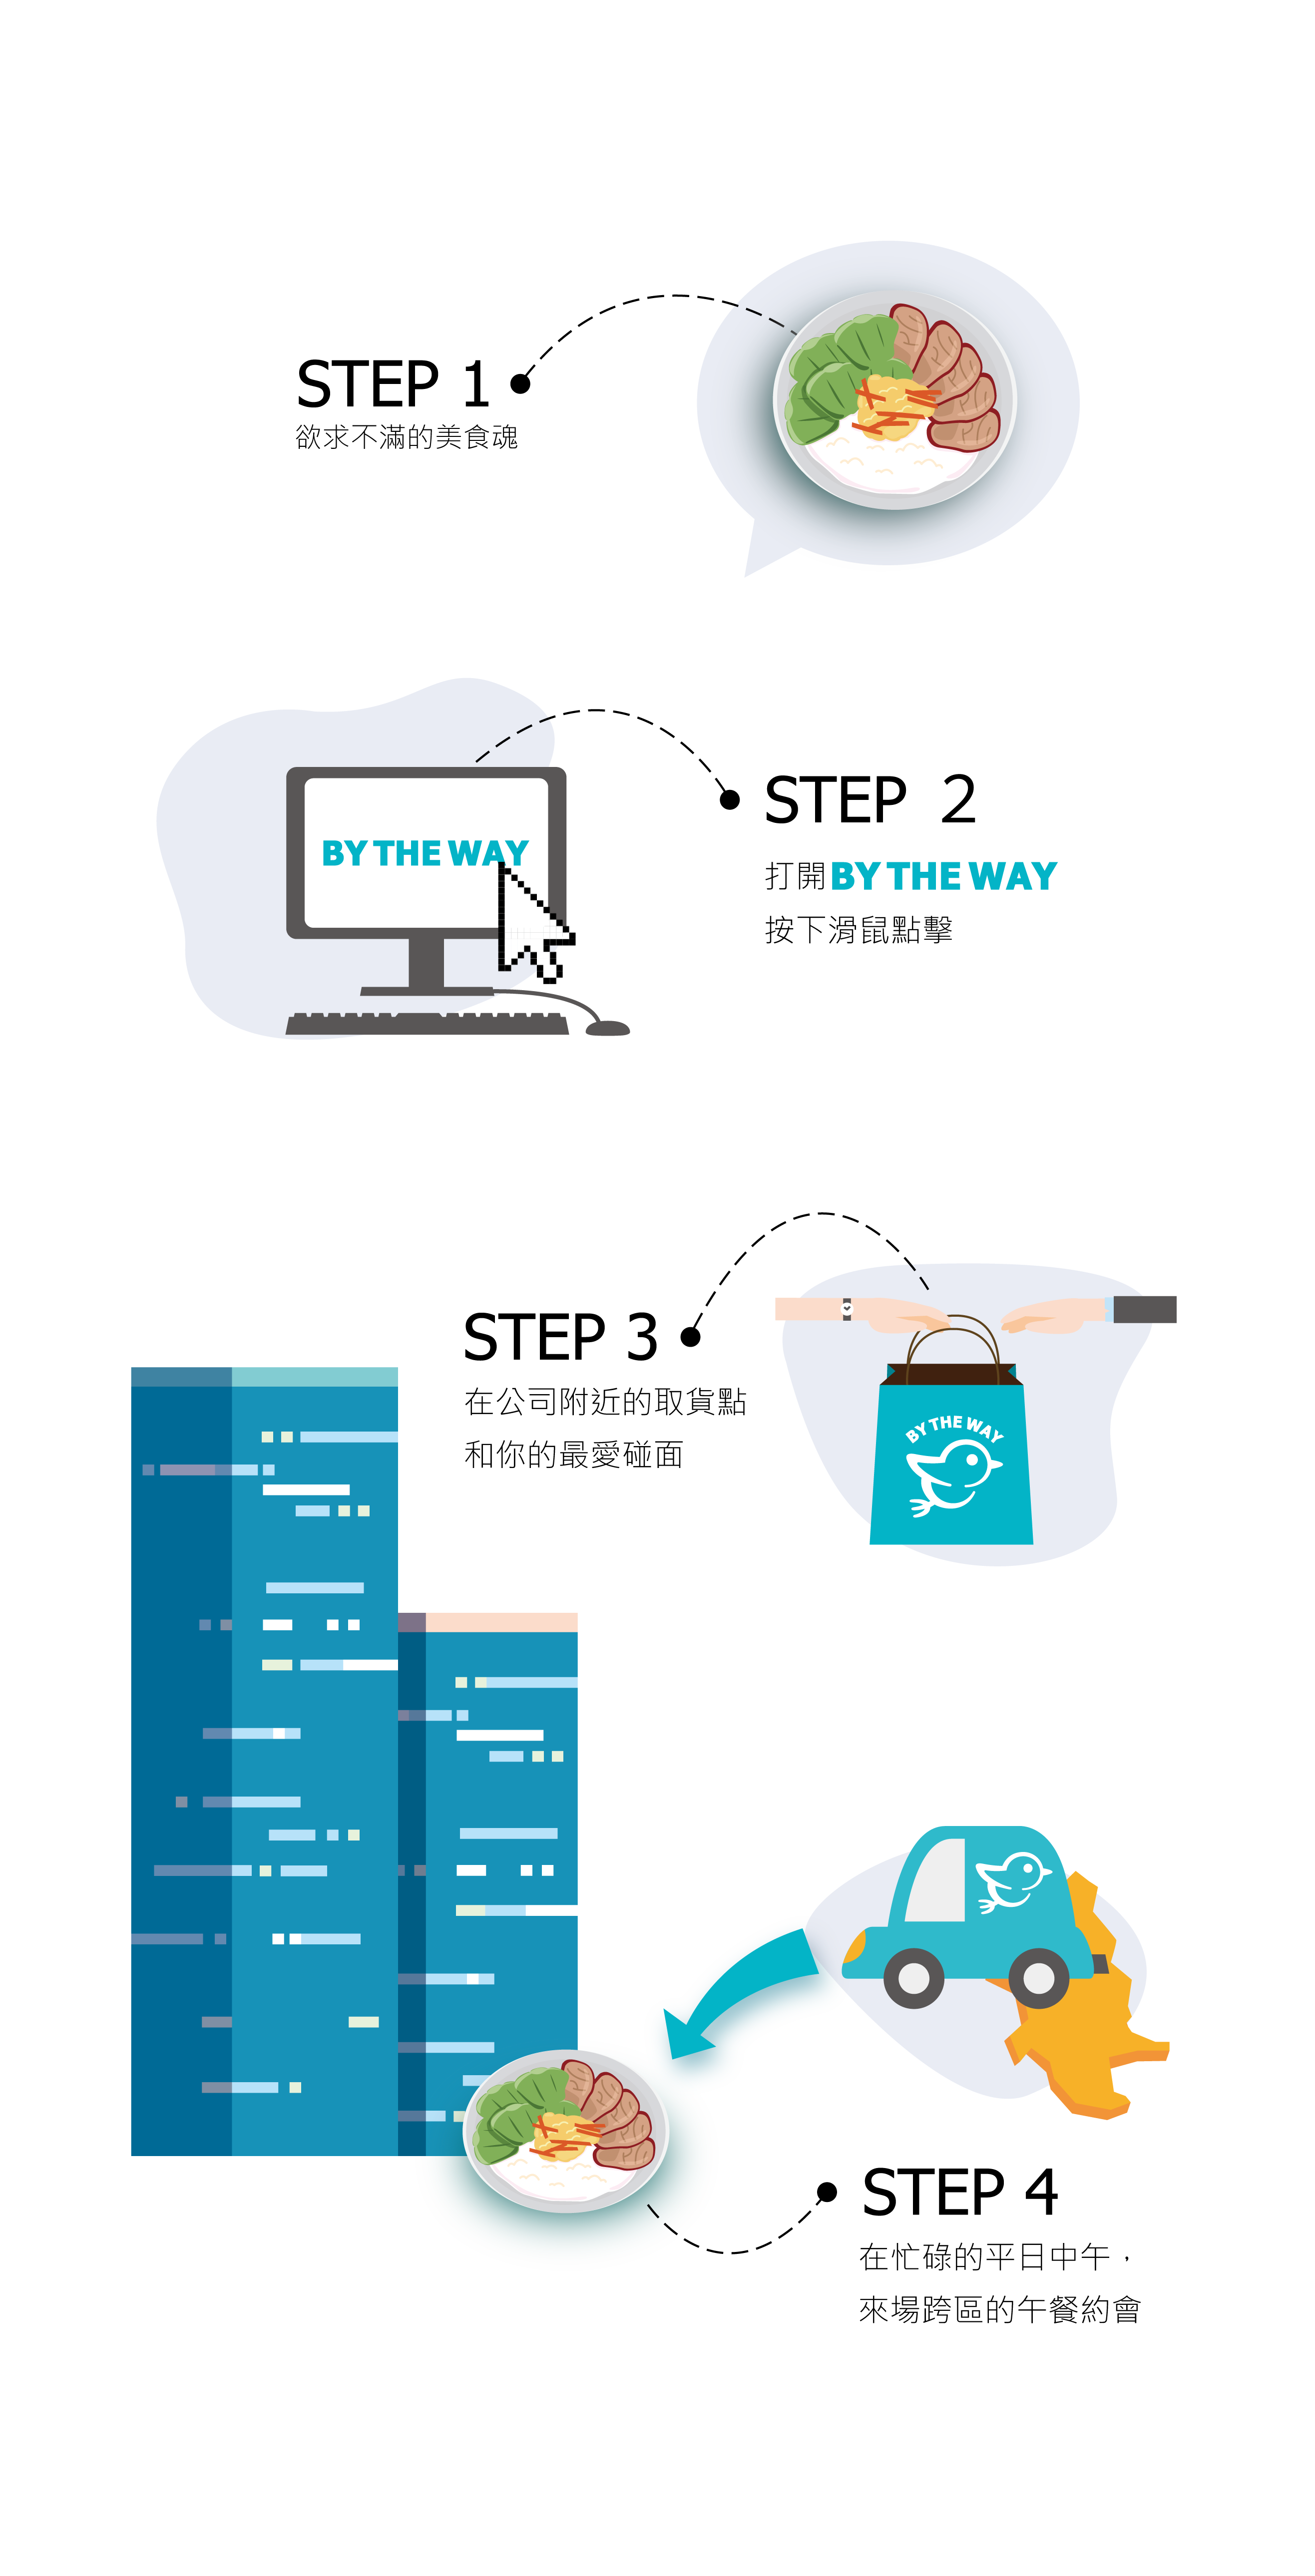 STEP 1
欲求不滿的美食魂
BY THE WAY
STEP 2
打開BY THE WAY
按下滑鼠點擊
STEP 3
在公司附近的取貨點
和你的最愛碰面
BY THE WAY
STEP 4
在忙碌的平日中午，
來場跨區的午餐約會